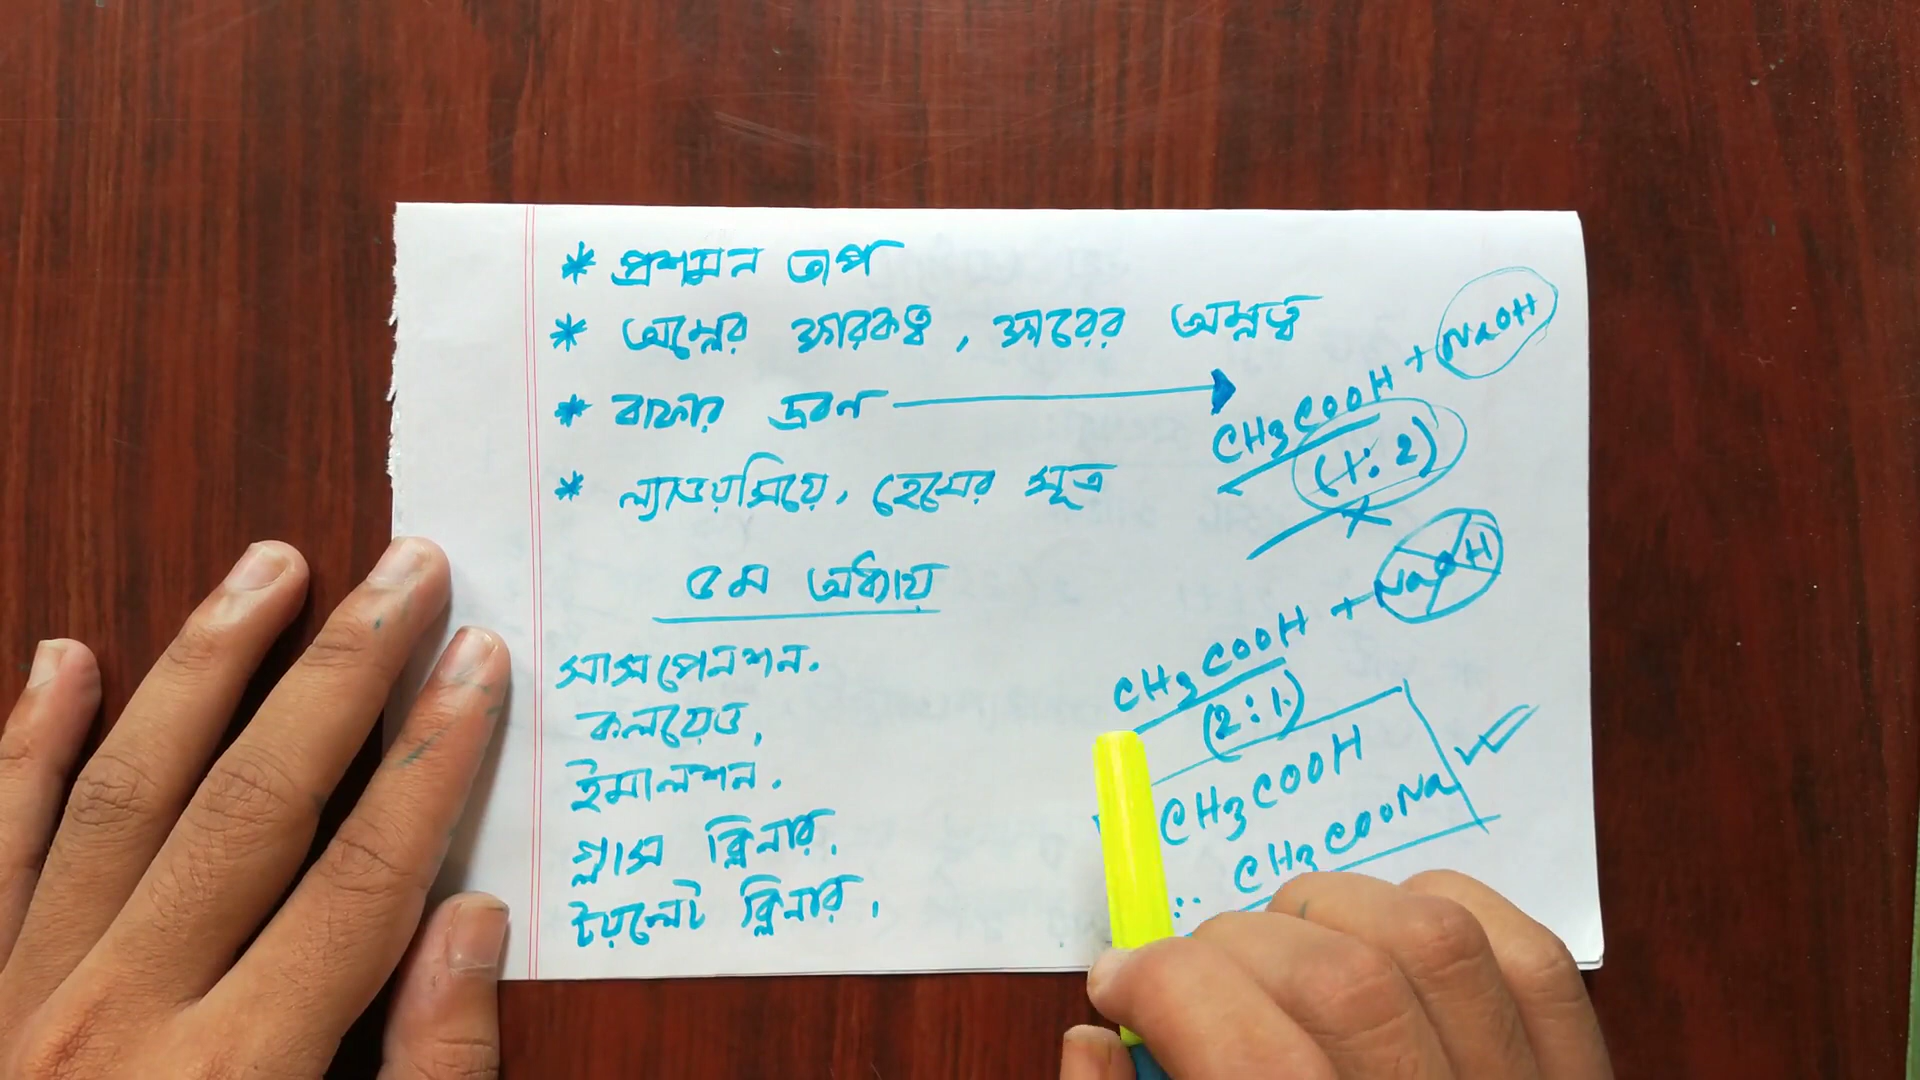 * প্রশমন তাপ
* অম্লের ক্ষারকত্ব, ক্ষারের অম্লত্ব
* বাফার দ্রবণ
* ল্যাভয়সিয়ে, হেসের সূত্র
৫ম অধ্যায়
সাসপেনশন.
কলয়েড,
ইমালশন.
গ্লাস ক্লিনার,
টয়লেট ক্লিনার,
CH3COOH + NaOH
(1:2)
CH3COOH + NaOH
(2:1)
CH3COOH
CH3COONa